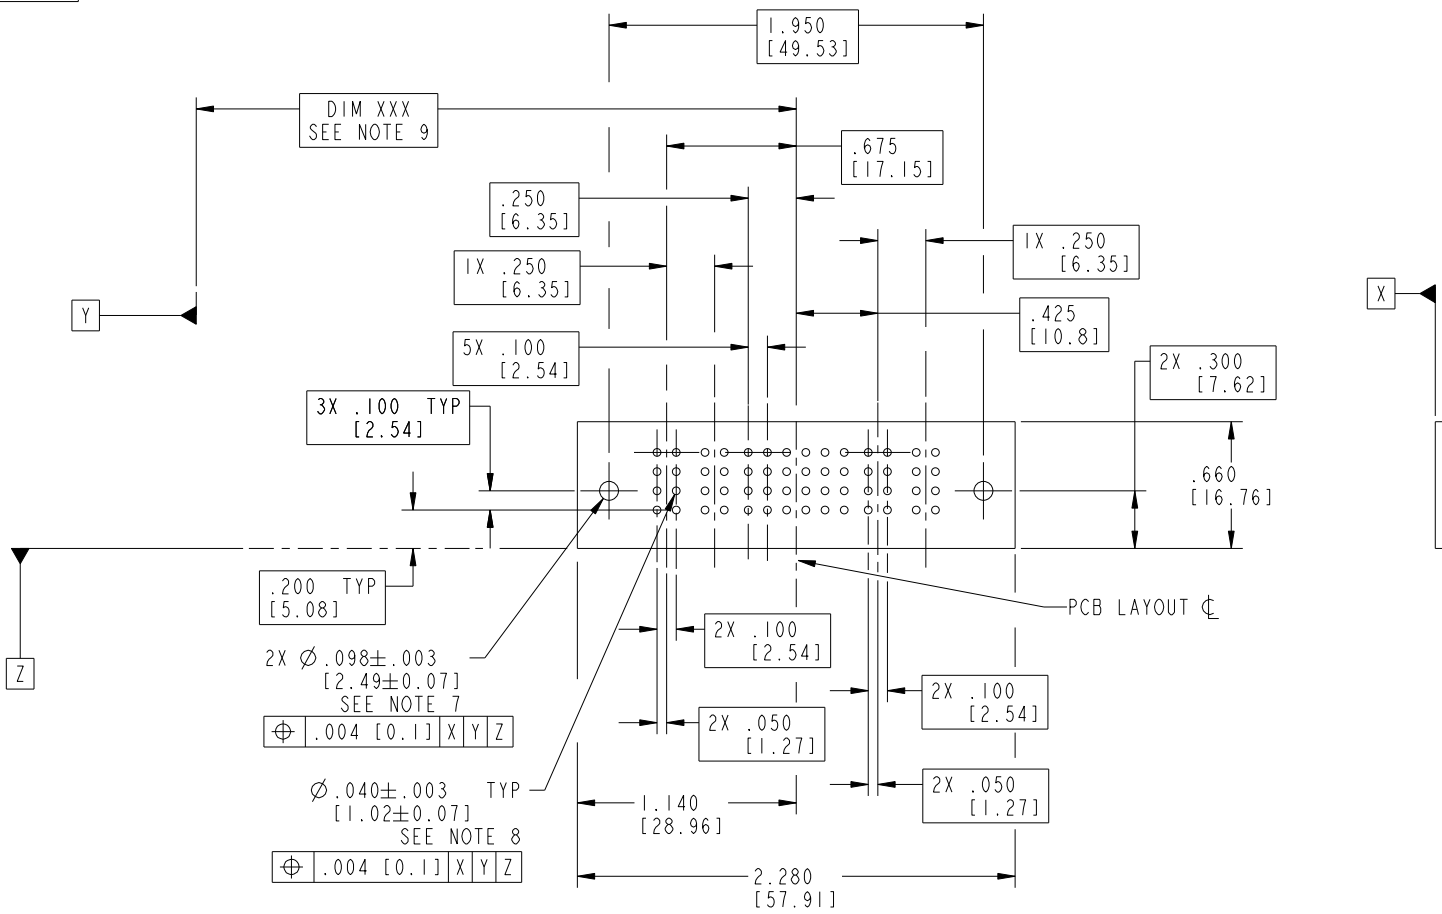 1.950
[49.53]
DIM XXX
SEE NOTE 9
.675
[17.15]
.250
[6.35]
1X .250
[6.35]
1X .250
[6.35]
Y
X
.425
[10.8]
5X .100
[2.54]
2X .300
[7.62]
3X .100 TYP
[2.54]
.660
[16.76]
.200 TYP
[5.08]
PCB LAYOUT ℄
Z
2X .100
[2.54]
2X ⌀.098±.003
[2.49±0.07]
SEE NOTE 7
⌖ .004 [0.1] X Y Z
2X .100
[2.54]
2X .050
[1.27]
⌀.040±.003 TYP
[1.02±0.07]
SEE NOTE 8
⌖ .004 [0.1] X Y Z
2X .050
[1.27]
1.140
[28.96]
2.280
[57.91]